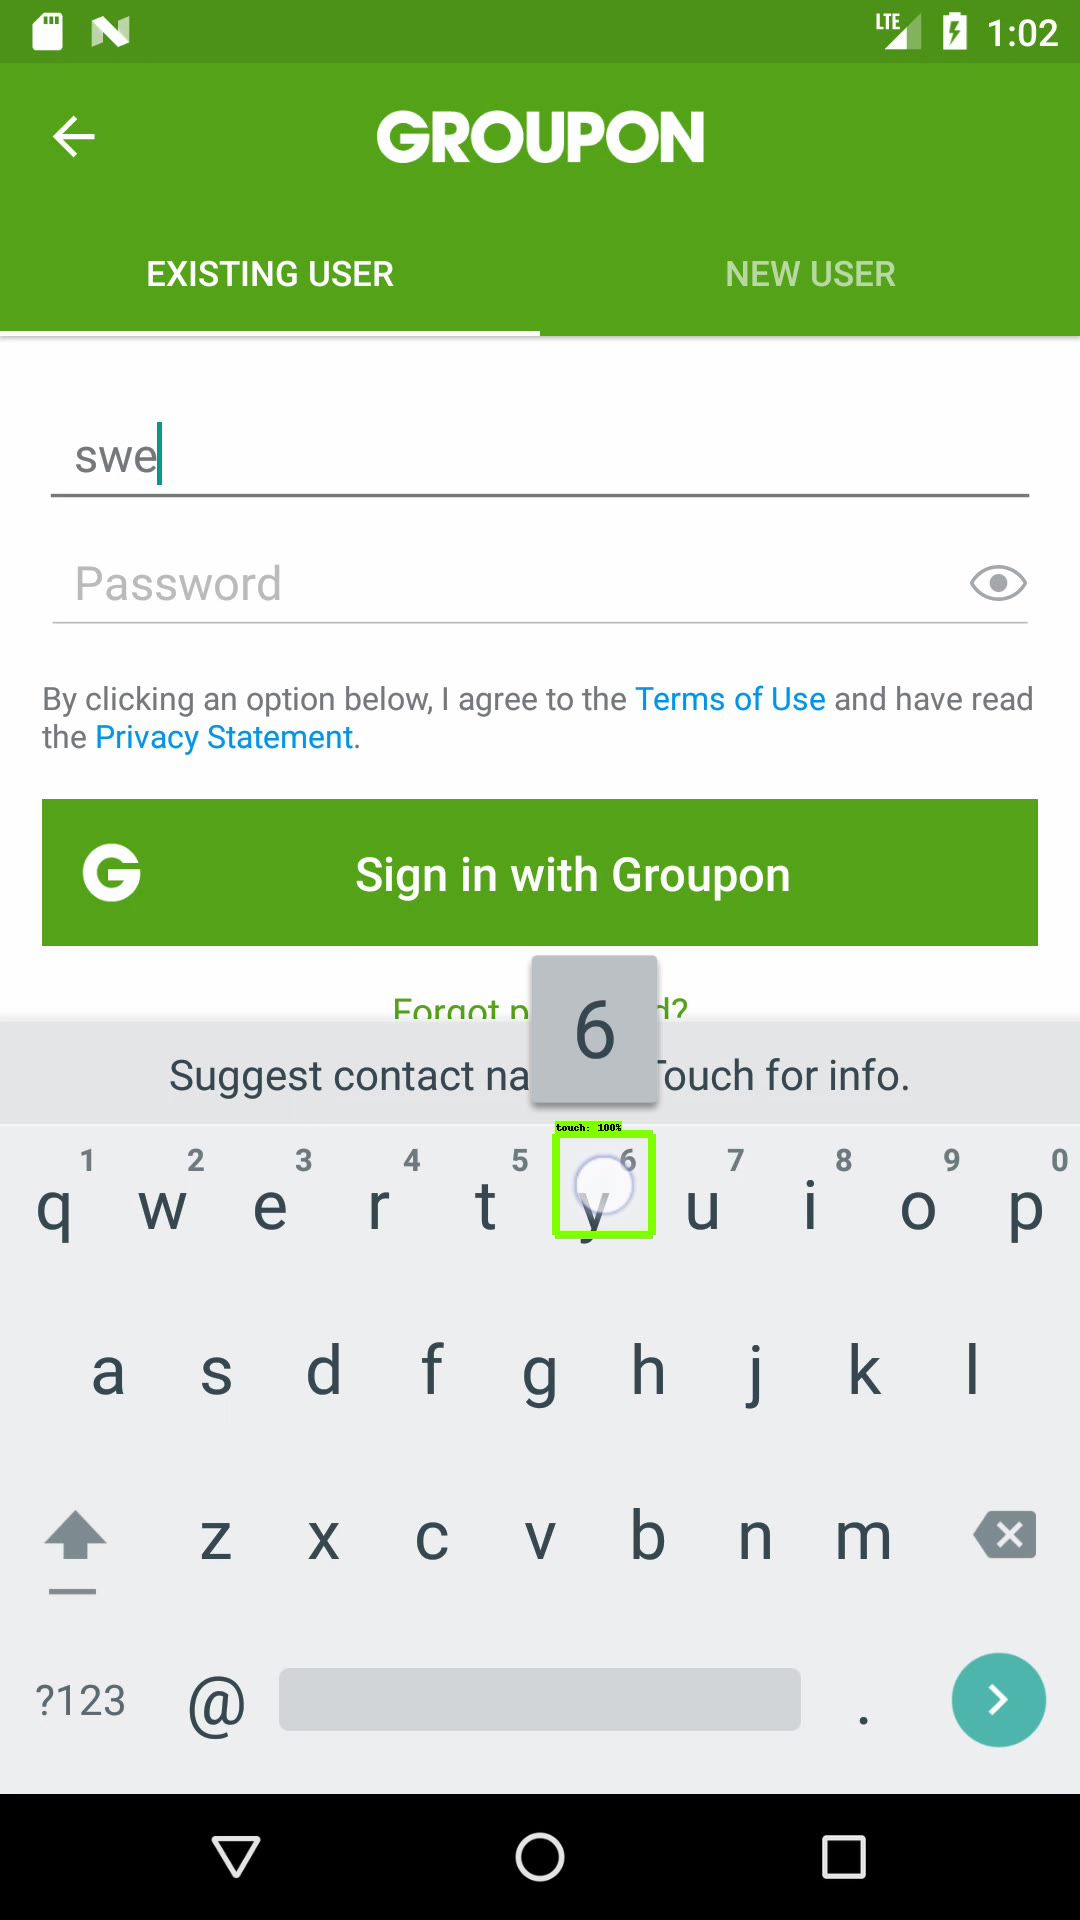 LTE 1:02
GROUPON
EXISTING USER NEW USER
swe
Password
By clicking an option below, I agree to the Terms of Use and have read
the Privacy Statement.
G Sign in with Groupon
6
Forgot p d?
Suggest contact na Touch for info.
touch: 100%
1 2 3 4 5 6 7 8 9 0
q w e r t y u i o p
a s d f g h j k l
z x c v b n m
?123 @ .